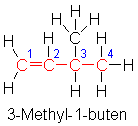 H
H C H
H H
1 2 3 4
C C C C H
H H H
3-Methyl-1-buten